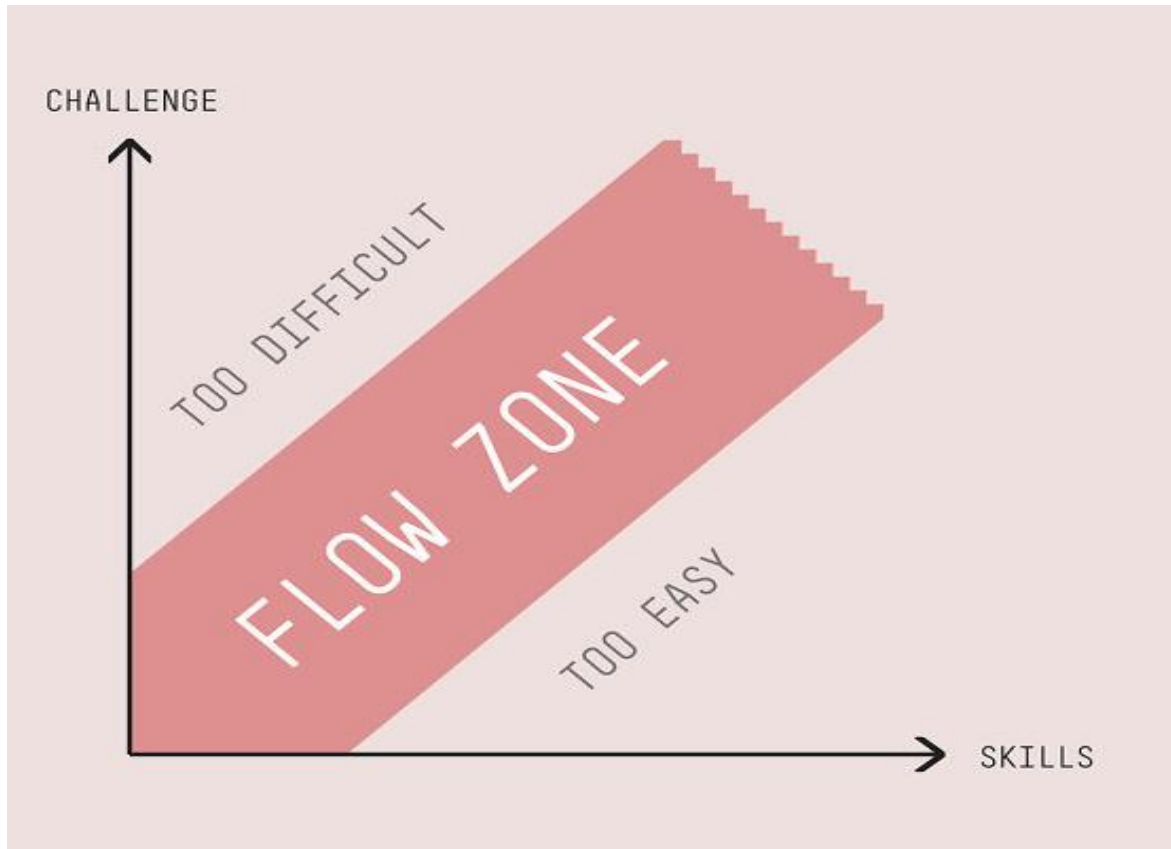 CHALLENGE
TOO DIFFICULT
FLOW ZONE
TOO EASY
SKILLS